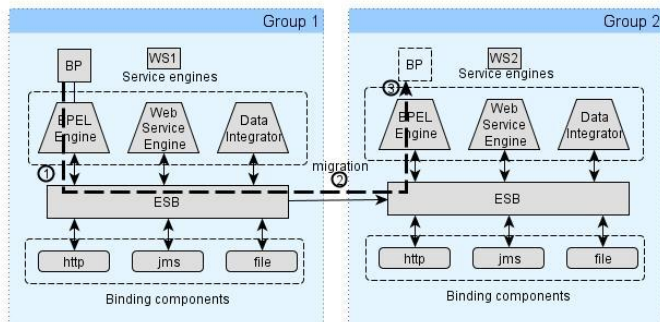 Group 1
BP
WS1
Service engines
BPEL
Engine
Web
Service
Engine
Data
Integrator
1
ESB
http
jms
file
Binding components
migration
2
Group 2
BP
WS2
Service engines
3
BPEL
Engine
Web
Service
Engine
Data
Integrator
ESB
http
jms
file
Binding components